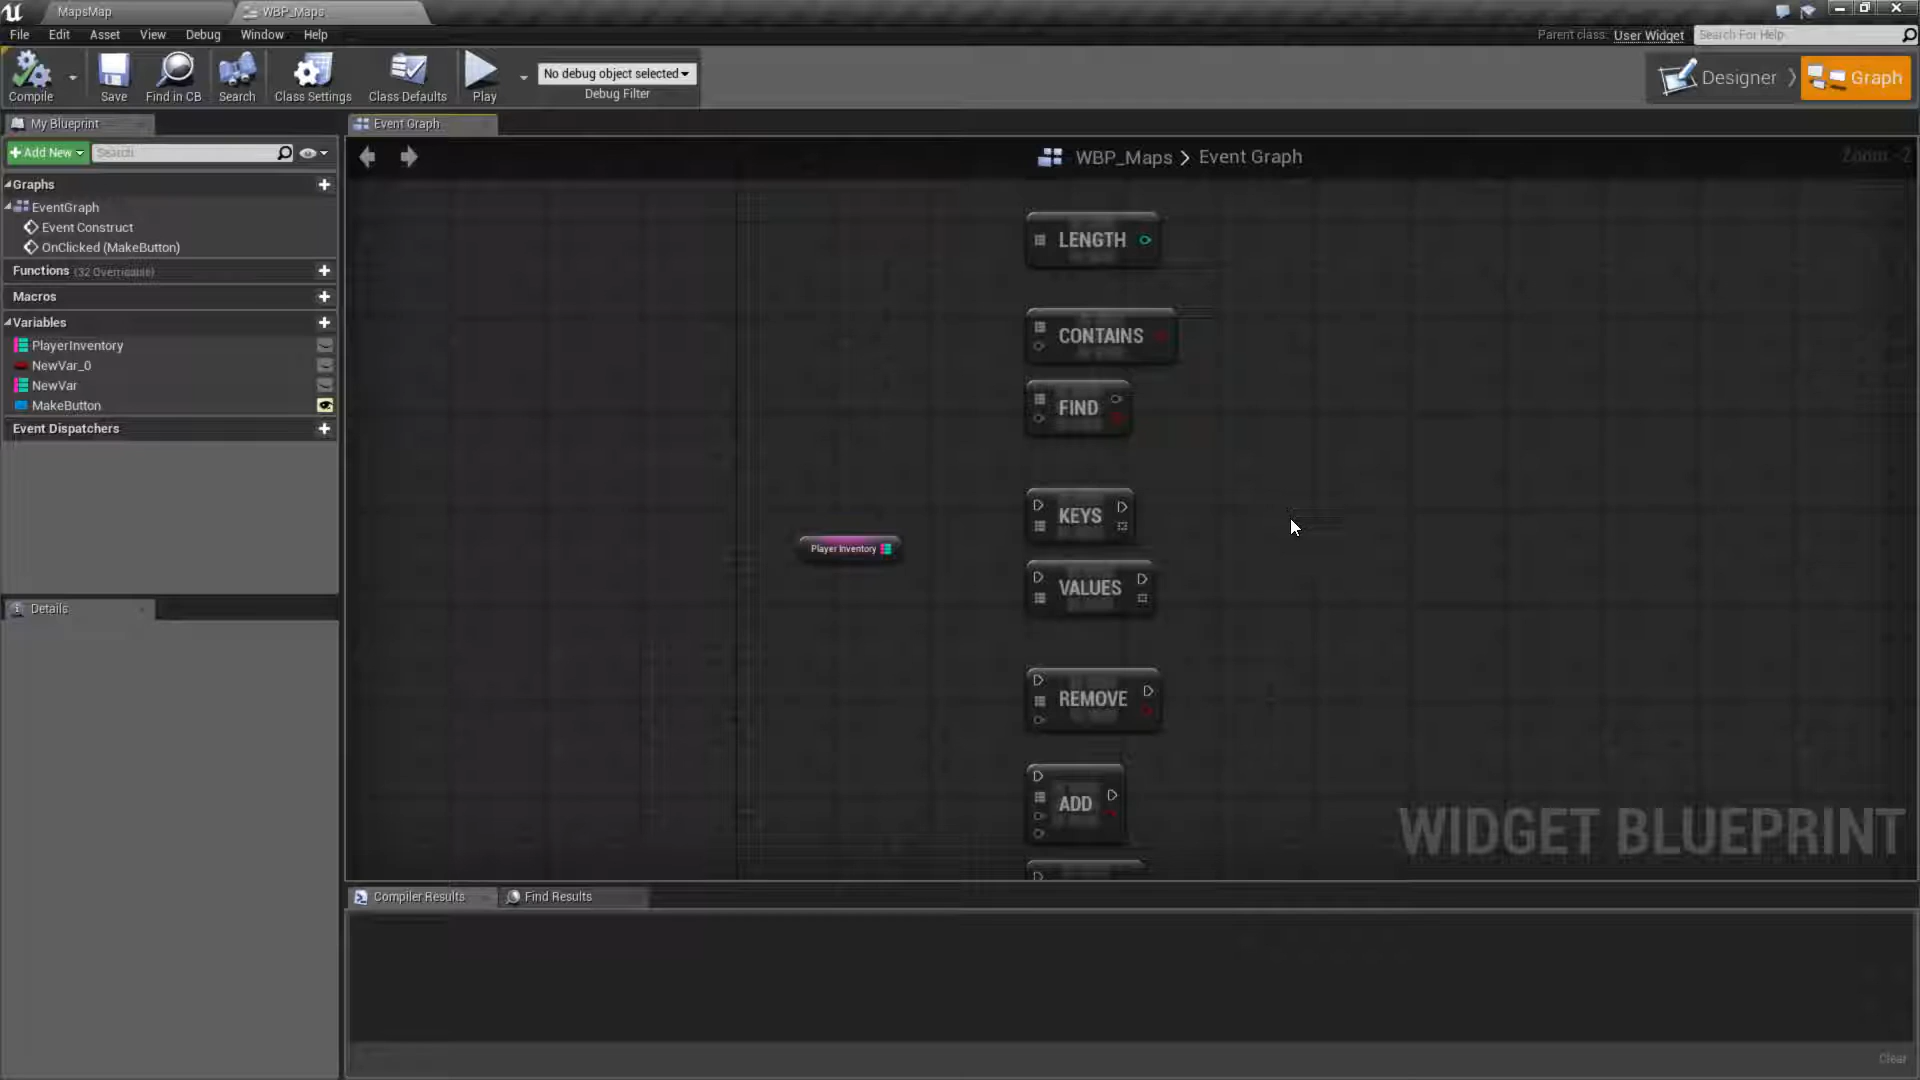 MapsMap
WBP_Maps
File Edit Asset View Debug Window Help
Parent class: User Widget
Search For Help
Compile
Save
Find in CB
Search
Class Settings
Class Defaults
Play
No debug object selected
Debug Filter
Designer
Graph
My Blueprint
Event Graph
Add New
Search
WBP_Maps > Event Graph
Zoom -2
Graphs
EventGraph
Event Construct
OnClicked (MakeButton)
Functions (32 Overridable)
Macros
Variables
PlayerInventory
NewVar_0
NewVar
MakeButton
Event Dispatchers
Details
LENGTH
CONTAINS
FIND
KEYS
Player Inventory
VALUES
REMOVE
ADD
WIDGET BLUEPRINT
Compiler Results
Find Results
Clear